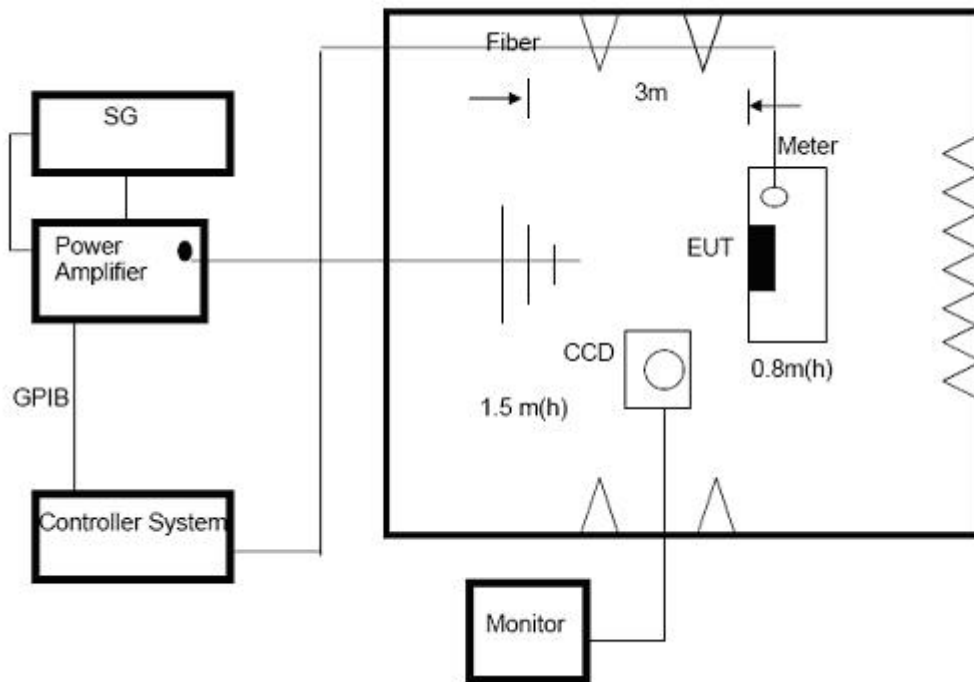 Fiber
3m
SG
Meter
Power
Amplifier
EUT
CCD
0.8m(h)
GPIB
1.5 m(h)
Controller System
Monitor